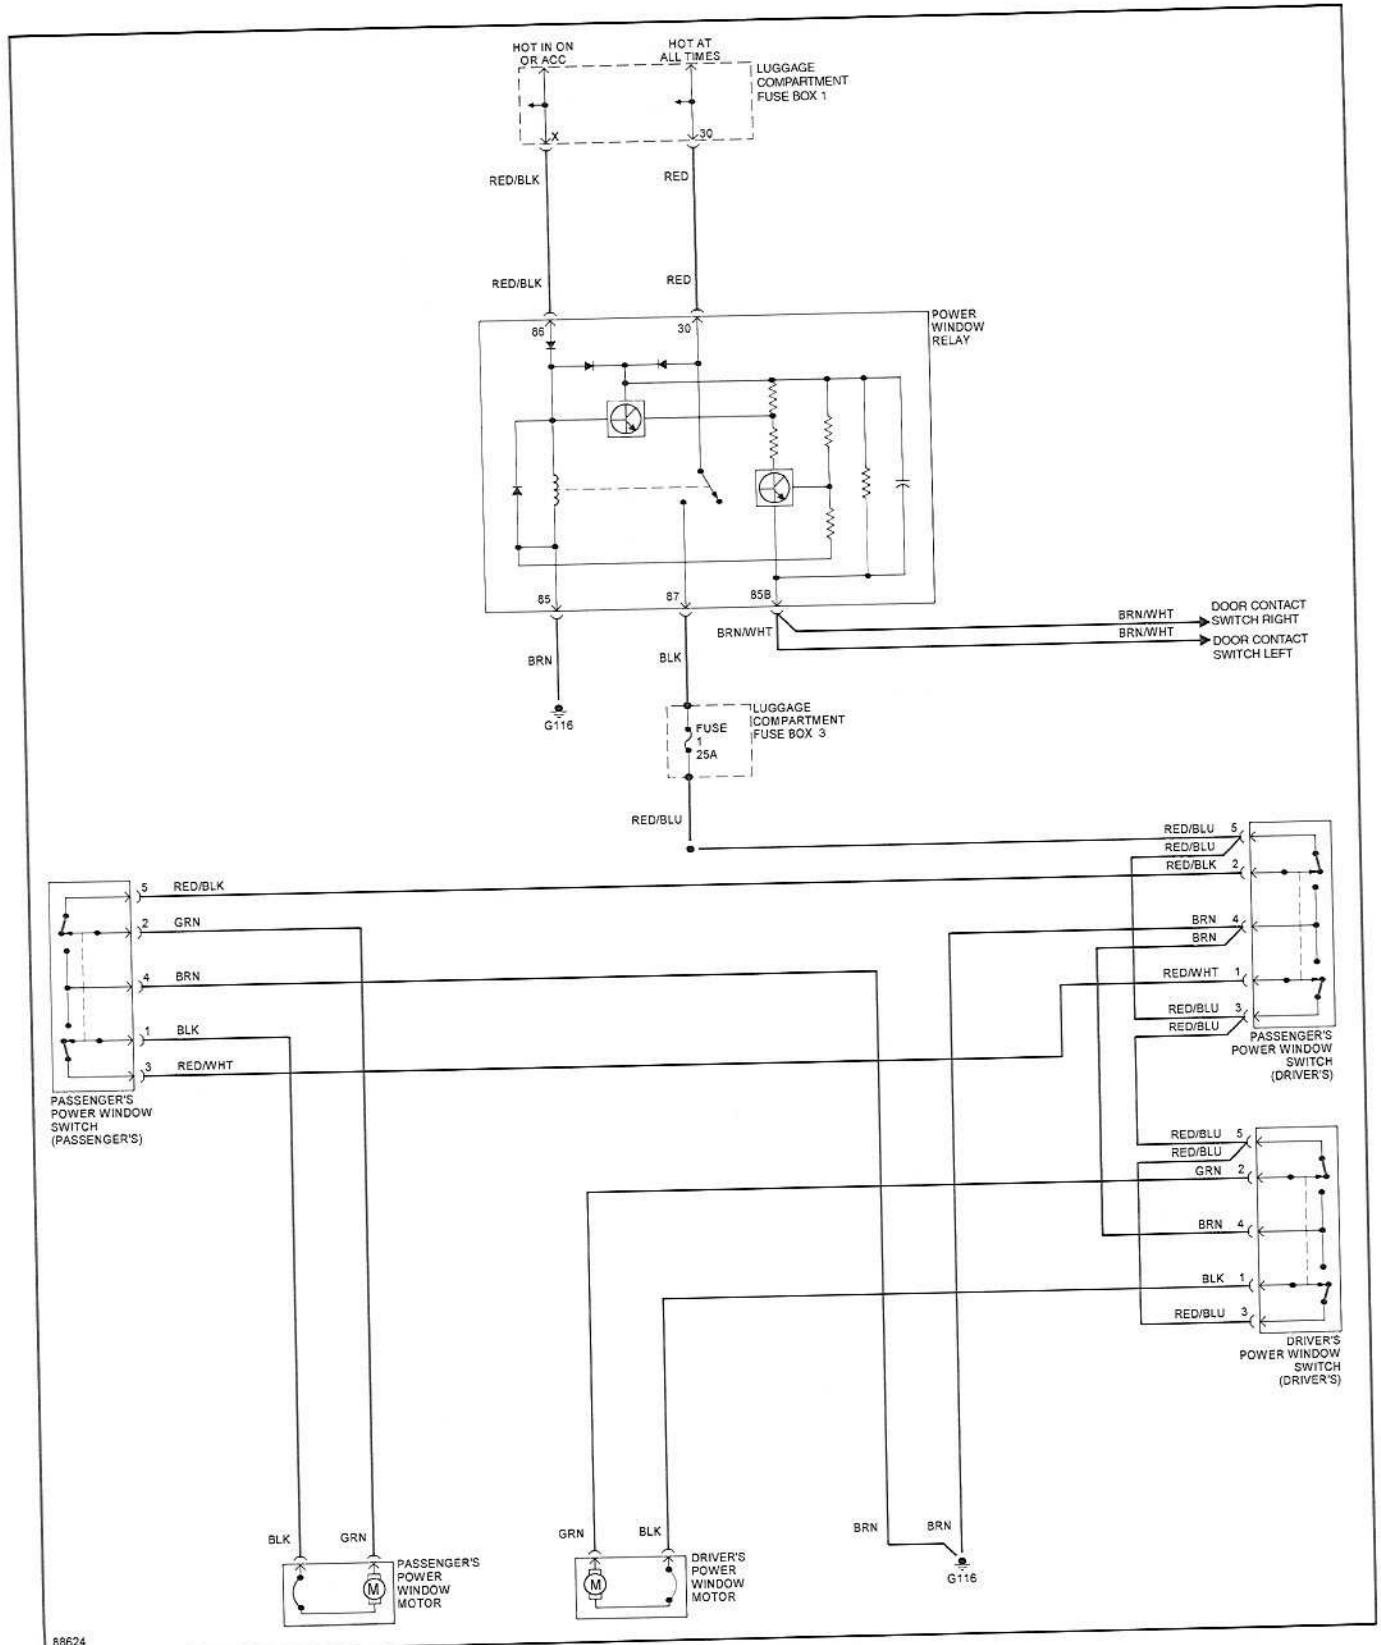 HOT IN ON
OR ACC
HOT AT
ALL TIMES
LUGGAGE
COMPARTMENT
FUSE BOX 1
X
30
RED/BLK
RED
RED/BLK
RED
86
30
POWER
WINDOW
RELAY
85
87
85B
BRN/WHT
BRN/WHT
BRN/WHT
DOOR CONTACT
SWITCH RIGHT
DOOR CONTACT
SWITCH LEFT
BRN
BLK
G116
FUSE
1
25A
LUGGAGE
COMPARTMENT
FUSE BOX 3
RED/BLU
RED/BLU 5
RED/BLU
RED/BLK 2
BRN 4
BRN
RED/WHT 1
RED/BLU 3
RED/BLU
PASSENGER'S
POWER WINDOW
SWITCH
(DRIVER'S)
5 RED/BLK
2 GRN
4 BRN
1 BLK
3 RED/WHT
PASSENGER'S
POWER WINDOW
SWITCH
(PASSENGER'S)
RED/BLU 5
RED/BLU
GRN 2
BRN 4
BLK 1
RED/BLU 3
DRIVER'S
POWER WINDOW
SWITCH
(DRIVER'S)
BLK
GRN
GRN
BLK
BRN
BRN
M
PASSENGER'S
POWER
WINDOW
MOTOR
M
DRIVER'S
POWER
WINDOW
MOTOR
G116
88624